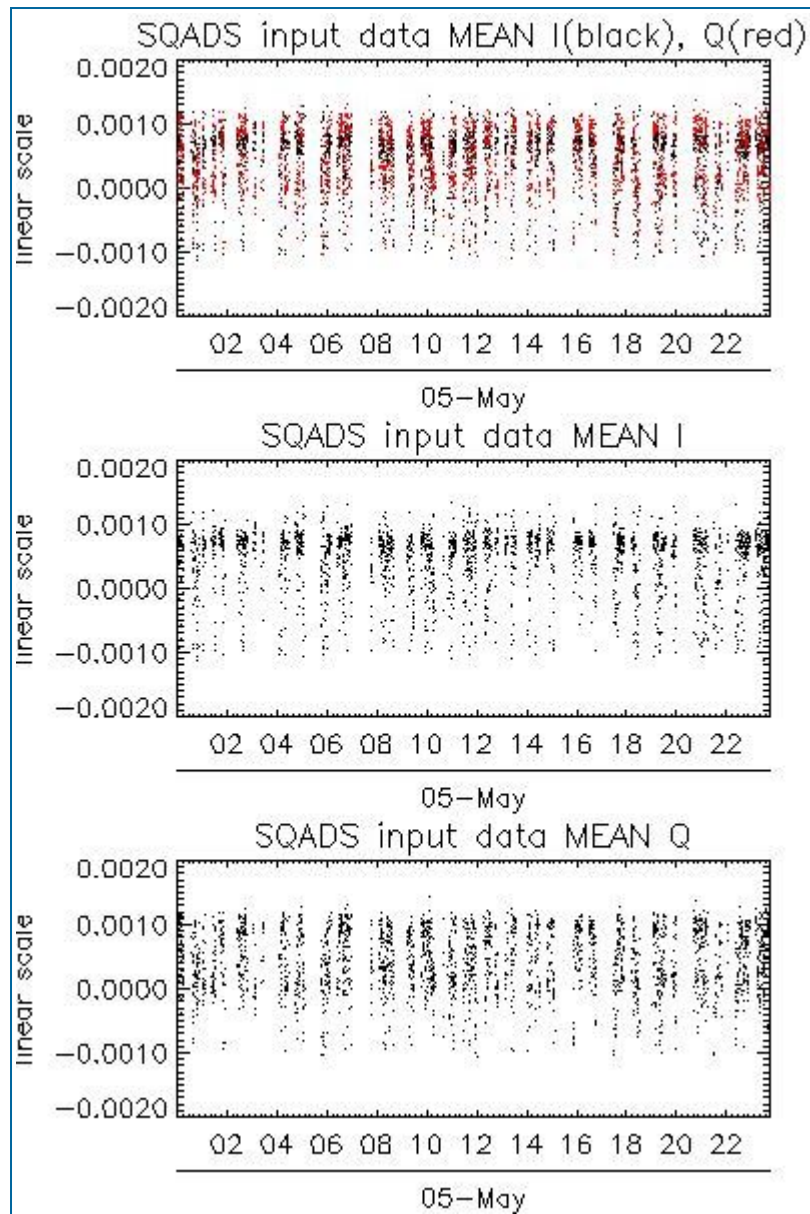 SQADS input data MEAN I(black), Q(red)
0.0020
0.0010
0.0000
−0.0010
−0.0020
linear scale
02 04 06 08 10 12 14 16 18 20 22
05−May
SQADS input data MEAN I
0.0020
0.0010
0.0000
−0.0010
−0.0020
linear scale
02 04 06 08 10 12 14 16 18 20 22
05−May
SQADS input data MEAN Q
0.0020
0.0010
0.0000
−0.0010
−0.0020
linear scale
02 04 06 08 10 12 14 16 18 20 22
05−May